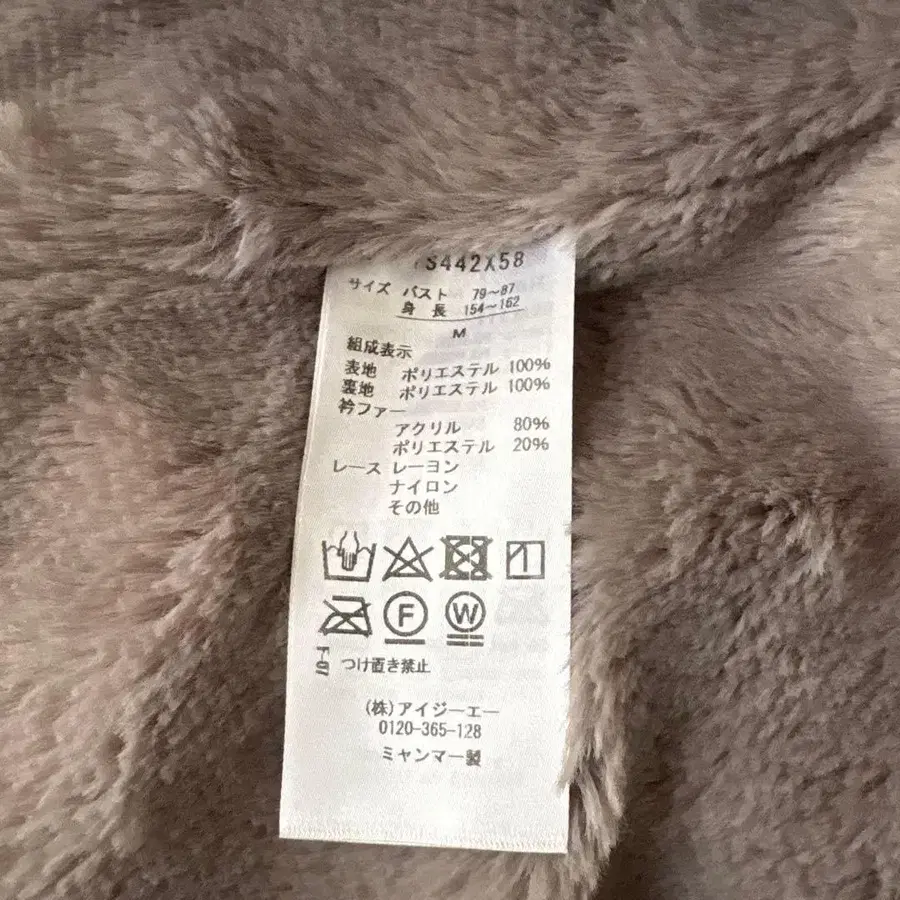 S442X58
サイズ バスト 79～87
身長 154～162
M
組成表示
表地 ポリエステル 100%
裏地 ポリエステル 100%
衿ファー
アクリル 80%
ポリエステル 20%
レース レーヨン
ナイロン
その他
F W
つけ置き禁止
(株)アイジーエー
0120-365-128
ミャンマー製